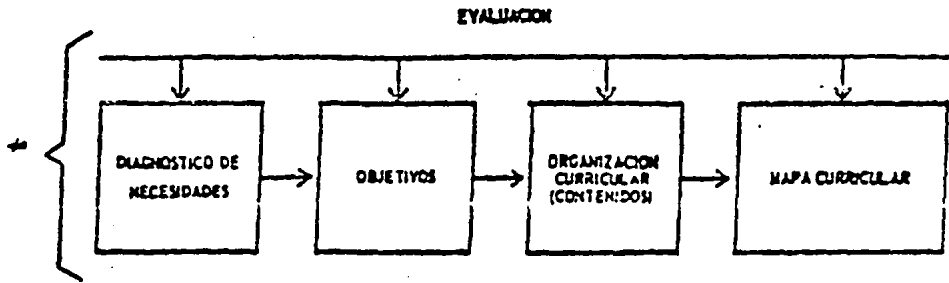 EVALUACION
DIAGNOSTICO DE
NECESIDADES
OBJETIVOS
ORGANIZACION
CURRICULAR
(CONTENIDOS)
MAPA CURRICULAR